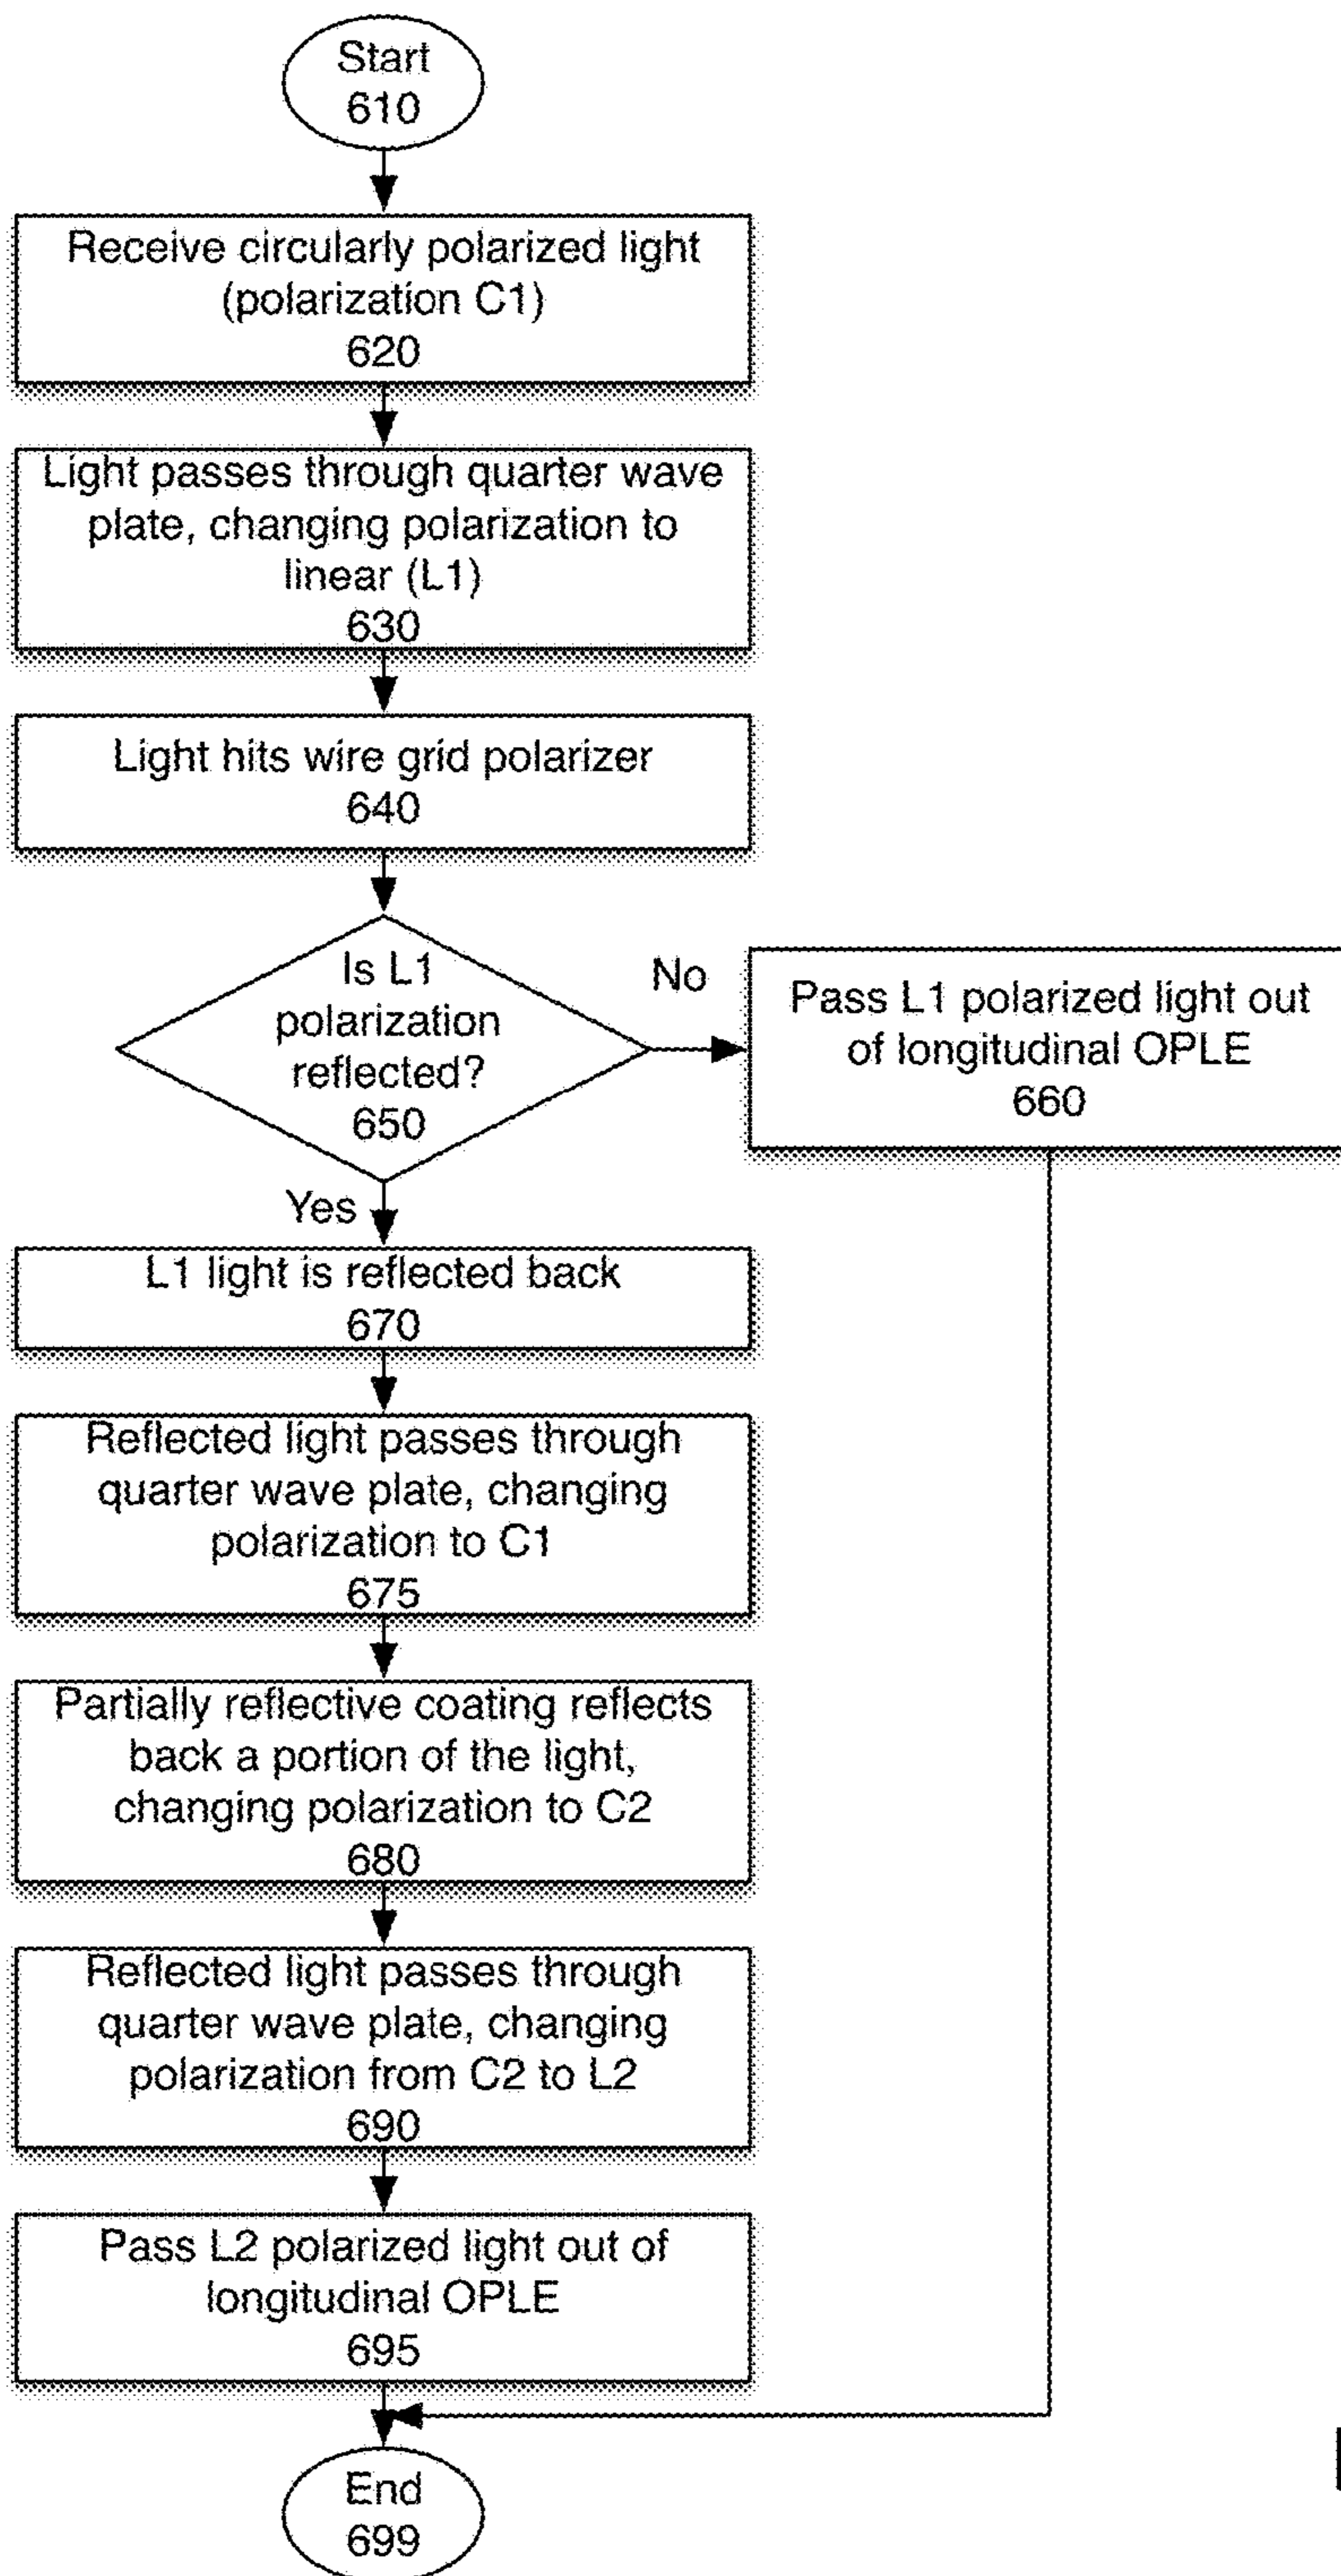 Start
610
Receive circularly polarized light
(polarization C1)
620
Light passes through quarter wave
plate, changing polarization to
linear (L1)
630
Light hits wire grid polarizer
640
Is L1
polarization
reflected?
650
No
Pass L1 polarized light out
of longitudinal OPLE
660
Yes
L1 light is reflected back
670
Reflected light passes through
quarter wave plate, changing
polarization to C1
675
Partially reflective coating reflects
back a portion of the light,
changing polarization to C2
680
Reflected light passes through
quarter wave plate, changing
polarization from C2 to L2
690
Pass L2 polarized light out of
longitudinal OPLE
695
End
699